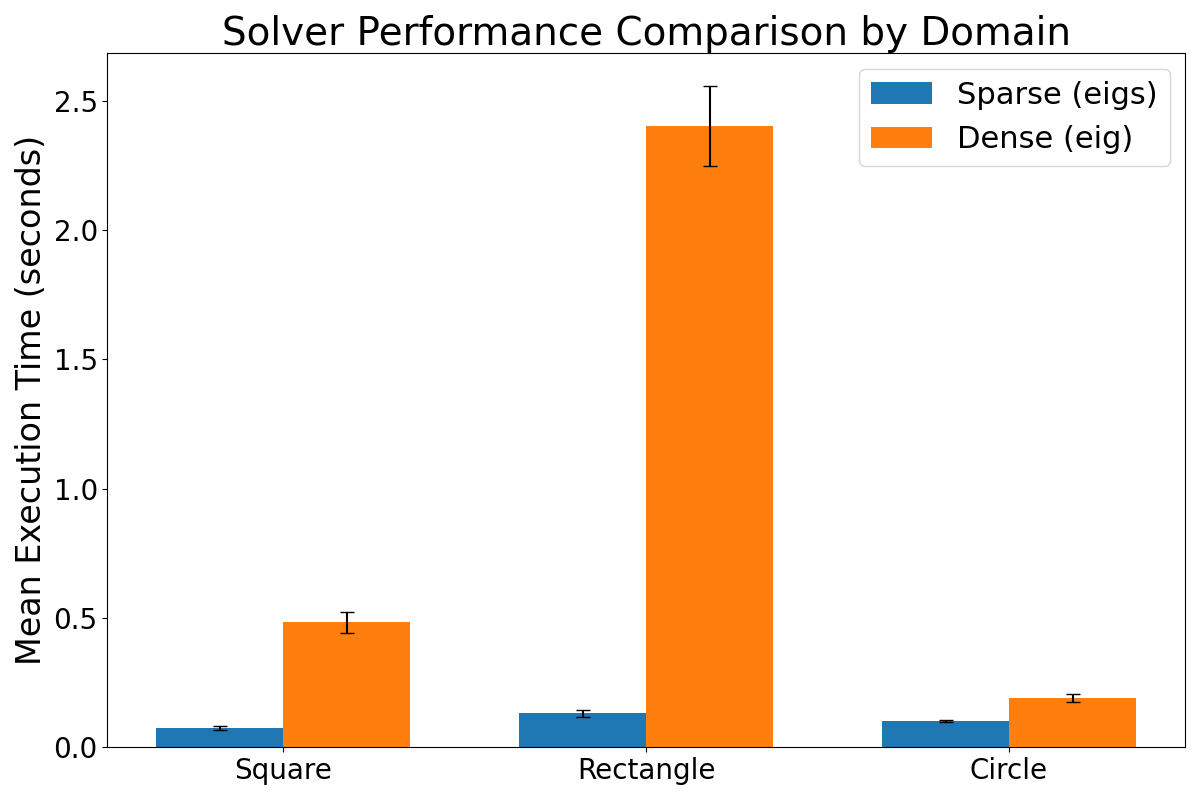 Solver Performance Comparison by Domain
Sparse (eigs)
Dense (eig)
Mean Execution Time (seconds)
2.5
2.0
1.5
1.0
0.5
0.0
Square
Rectangle
Circle